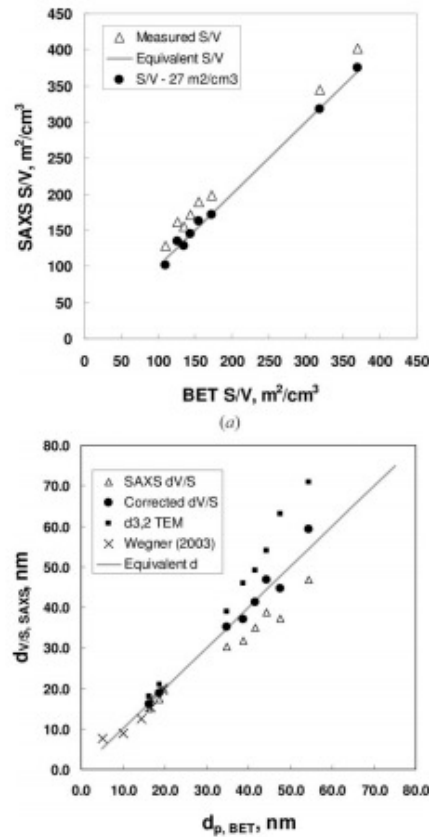 450
400
350
300
250
200
150
100
50
0
△ Measured S/V
Equivalent S/V
● S/V - 27 m2/cm3
SAXS S/V, m²/cm³
0 50 100 150 200 250 300 350 400 450
BET S/V, m²/cm³
(a)
80.0
70.0
60.0
50.0
40.0
30.0
20.0
10.0
0.0
△ SAXS dV/S
● Corrected dV/S
▪ d3,2 TEM
× Wegner (2003)
Equivalent d
dV/S, SAXS, nm
0.0 10.0 20.0 30.0 40.0 50.0 60.0 70.0 80.0
dp, BET, nm